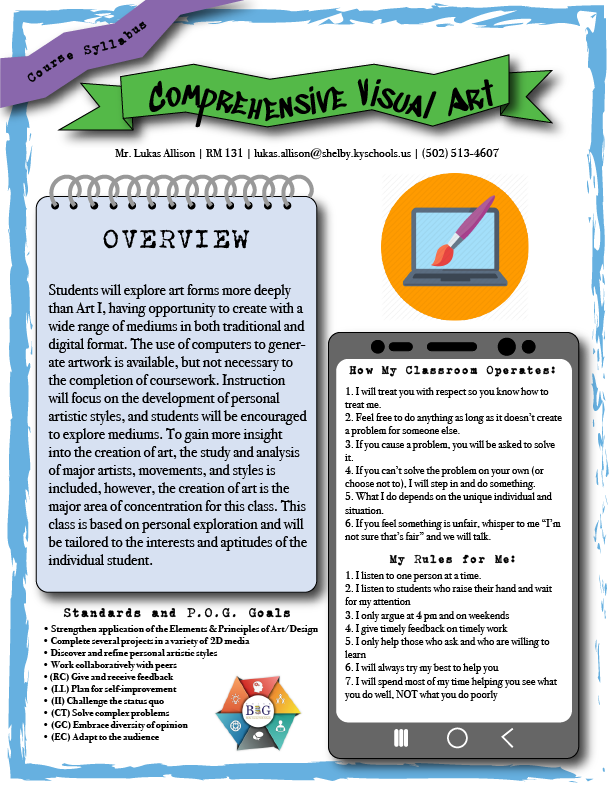 Course Syllabus
Comprehensive Visual Art
Mr. Lukas Allison | RM 131 | lukas.allison@shelby.kyschools.us | (502) 513-4607
OVERVIEW
Students will explore art forms more deeply
than Art I, having opportunity to create with a
wide range of mediums in both traditional and
digital format. The use of computers to gener-
ate artwork is available, but not necessary to
the completion of coursework. Instruction
will focus on the development of personal
artistic styles, and students will be encouraged
to explore mediums. To gain more insight
into the creation of art, the study and analysis
of major artists, movements, and styles is
included, however, the creation of art is the
major area of concentration for this class. This
class is based on personal exploration and will
be tailored to the interests and aptitudes of the
individual student.
Standards and P.O.G. Goals
• Strengthen application of the Elements & Principles of Art/Design
• Complete several projects in a variety of 2D media
• Discover and refine personal artistic styles
• Work collaboratively with peers
• (RC) Give and receive feedback
• (LL) Plan for self-improvement
• (II) Challenge the status quo
• (CT) Solve complex problems
• (GC) Embrace diversity of opinion
• (EC) Adapt to the audience
B G
How My Classroom Operates:
1. I will treat you with respect so you know how to
treat me.
2. Feel free to do anything as long as it doesn't create
a problem for someone else.
3. If you cause a problem, you will be asked to solve
it.
4. If you can't solve the problem on your own (or
choose not to), I will step in and do something.
5. What I do depends on the unique individual and
situation.
6. If you feel something is unfair, whisper to me "I'm
not sure that's fair" and we will talk.
My Rules for Me:
1. I listen to one person at a time.
2. I listen to students who raise their hand and wait
for my attention
3. I only argue at 4 pm and on weekends
4. I give timely feedback on timely work
5. I only help those who ask and who are willing to
learn
6. I will always try my best to help you
7. I will spend most of my time helping you see what
you do well, NOT what you do poorly